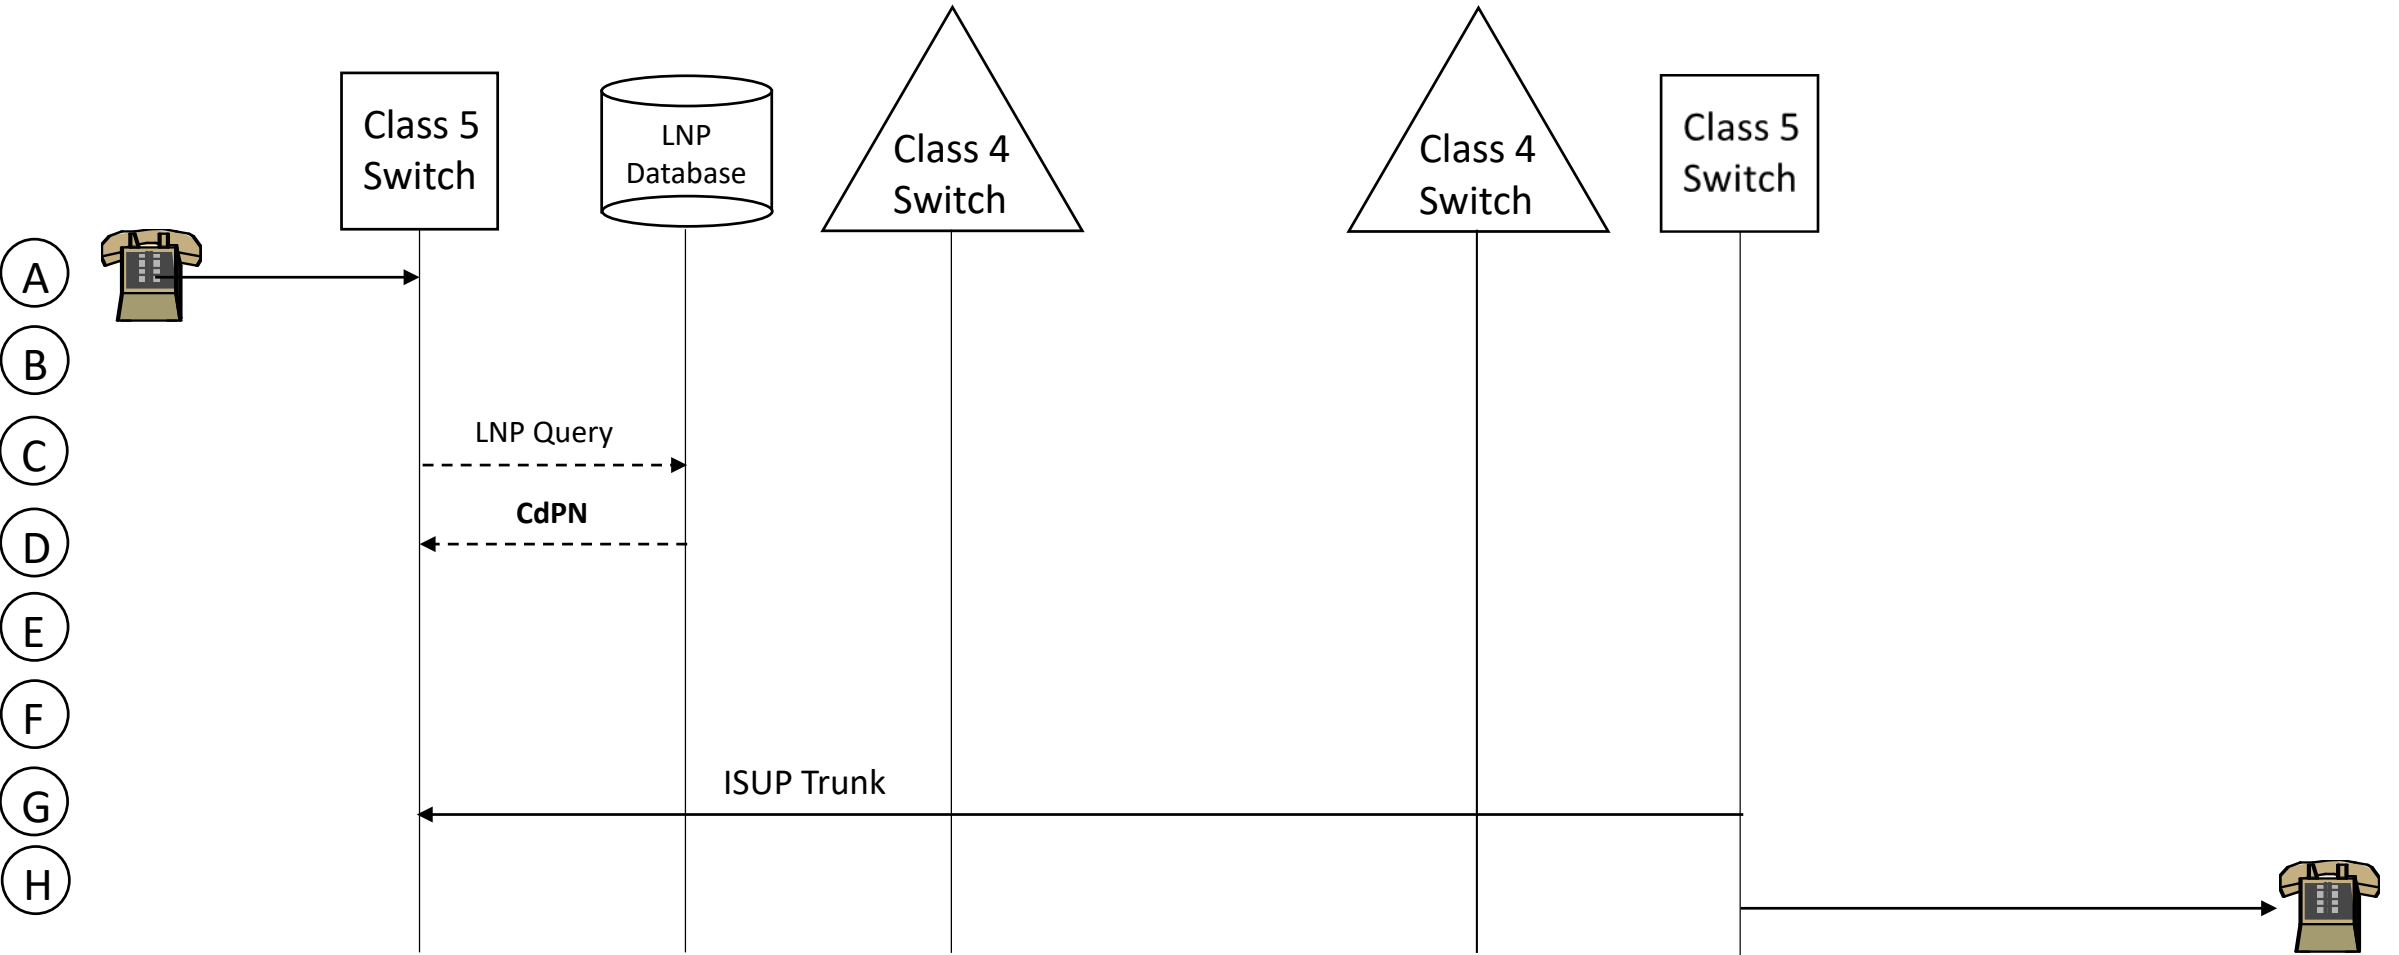 Class 5
Switch
LNP
Database
Class 4
Switch
Class 4
Switch
Class 5
Switch
A
B
C
LNP Query
D
CdPN
E
F
G
ISUP Trunk
H